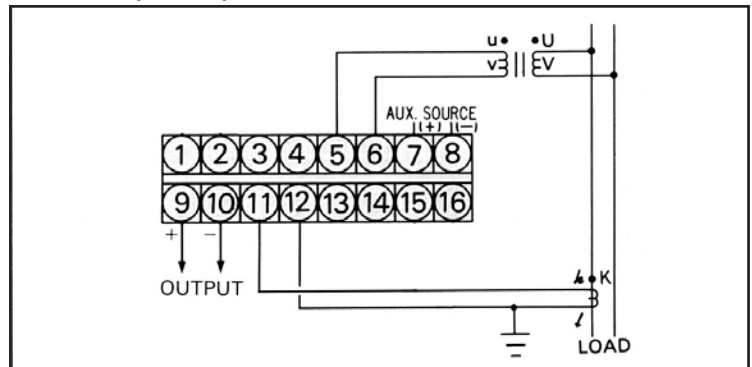 u • • U
v V
AUX. SOURCE
(+) (−)
1 2 3 4 5 6 7 8
9 10 11 12 13 14 15 16
+ −
OUTPUT
k • K
l
LOAD